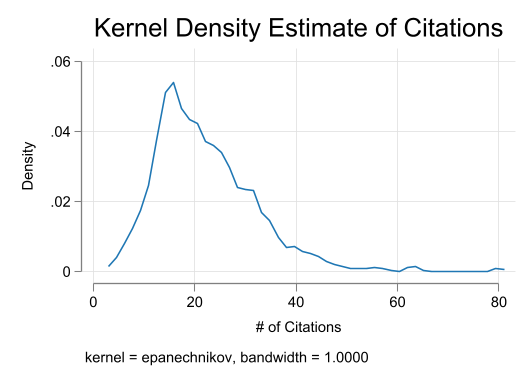 Kernel Density Estimate of Citations
.06
.04
.02
0
Density
0 20 40 60 80
# of Citations
kernel = epanechnikov, bandwidth = 1.0000